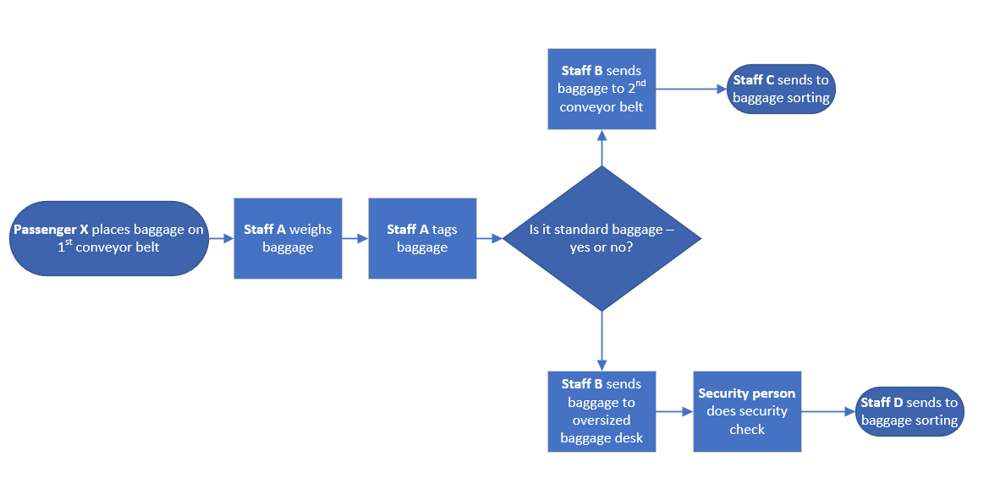 Staff B sends
baggage to 2nd
conveyor belt
Staff C sends to
baggage sorting
Passenger X places baggage on
1st conveyor belt
Staff A weighs
baggage
Staff A tags
baggage
Is it standard baggage –
yes or no?
Staff B sends
baggage to
oversized
baggage desk
Security person
does security
check
Staff D sends to
baggage sorting